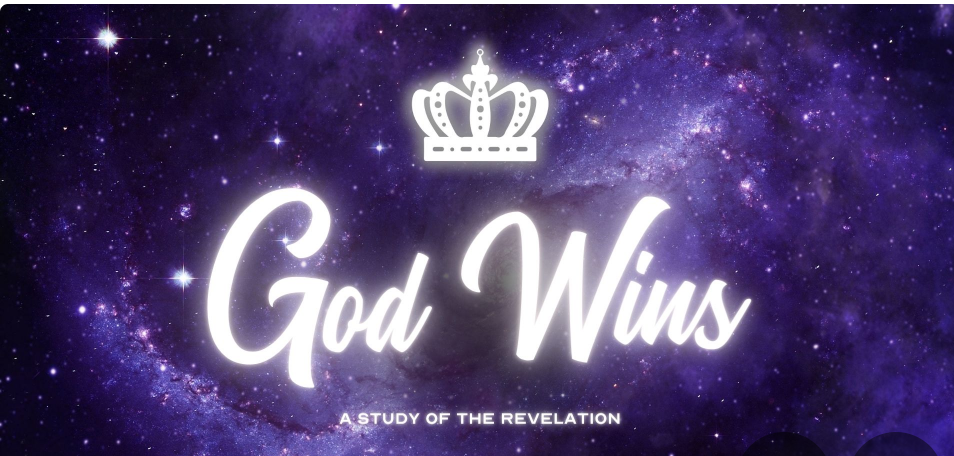 God Wins
A STUDY OF THE REVELATION